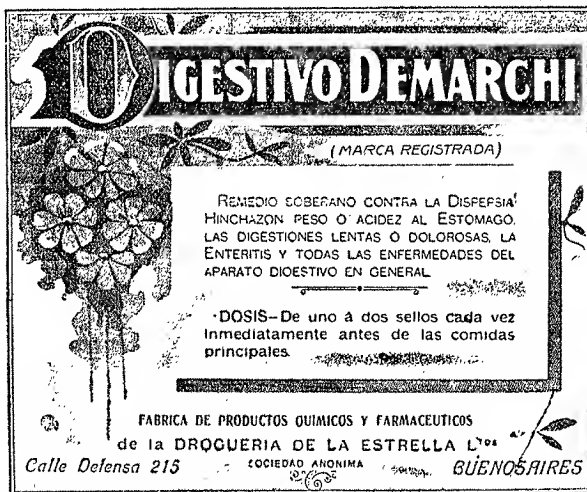 DIGESTIVO DEMARCHI
(MARCA REGISTRADA)
REMEDIO SOBERANO CONTRA LA DISPEPSIA
HINCHAZON PESO O ACIDEZ AL ESTOMAGO.
LAS DIGESTIONES LENTAS Ó DOLOROSAS, LA
ENTERITIS Y TODAS LAS ENFERMEDADES DEL
APARATO DIOESTIVO EN GENERAL
DOSIS-De uno á dos sellos cada vez
Inmediatamente antes de las comidas
principales.
FABRICA DE PRODUCTOS QUIMICOS Y FARMACEUTICOS
de la DROGUERIA DE LA ESTRELLA Ltda
Calle Defensa 215
SOCIEDAD ANONIMA
BUENOS AIRES